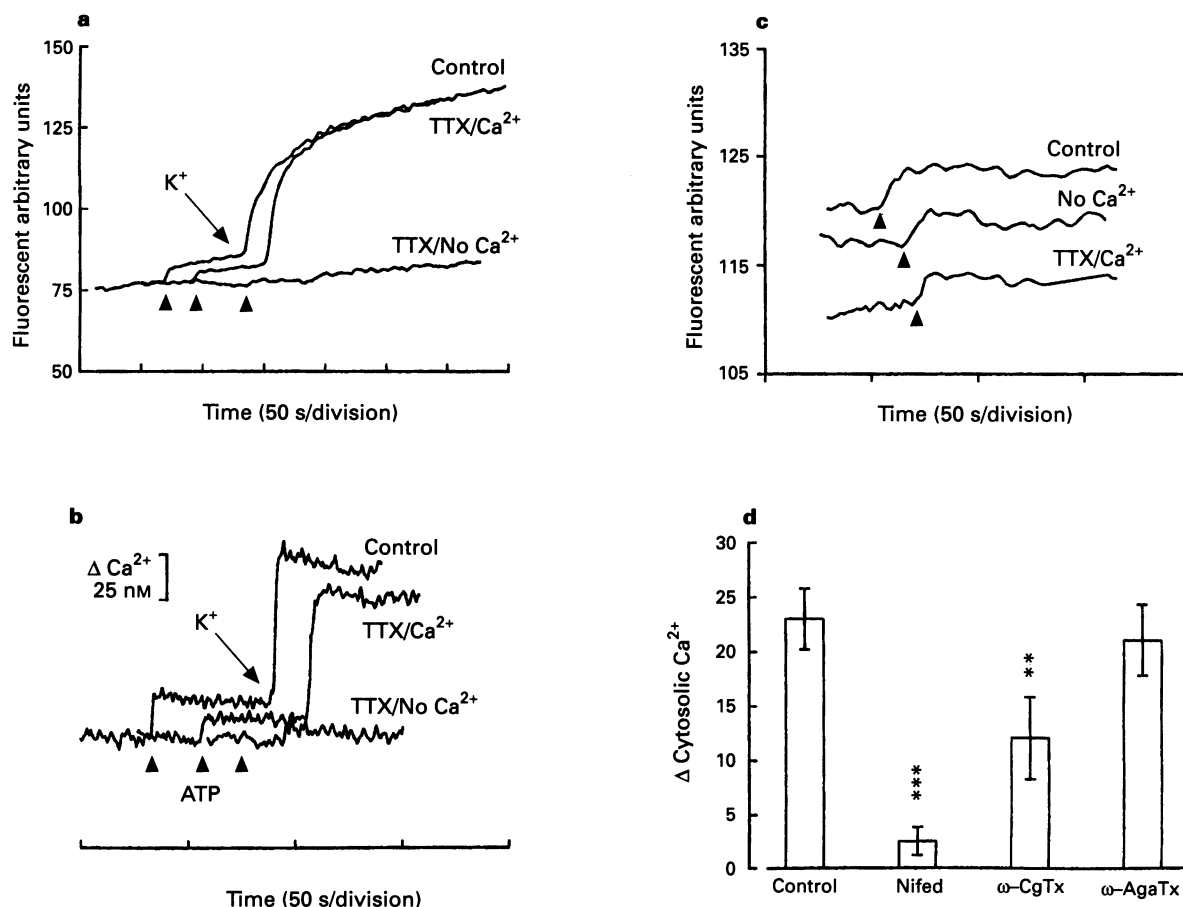 a
Fluorescent arbitrary units
150
125
100
75
50
Control
TTX/Ca²⁺
K⁺
TTX/No Ca²⁺
Time (50 s/division)
c
Fluorescent arbitrary units
135
125
115
105
Control
No Ca²⁺
TTX/Ca²⁺
Time (50 s/division)
b
Δ Ca²⁺
25 nM
Control
K⁺
TTX/Ca²⁺
TTX/No Ca²⁺
ATP
Time (50 s/division)
d
Δ Cytosolic Ca²⁺
30
25
20
15
10
5
0
***
**
Control Nifed ω–CgTx ω–AgaTx